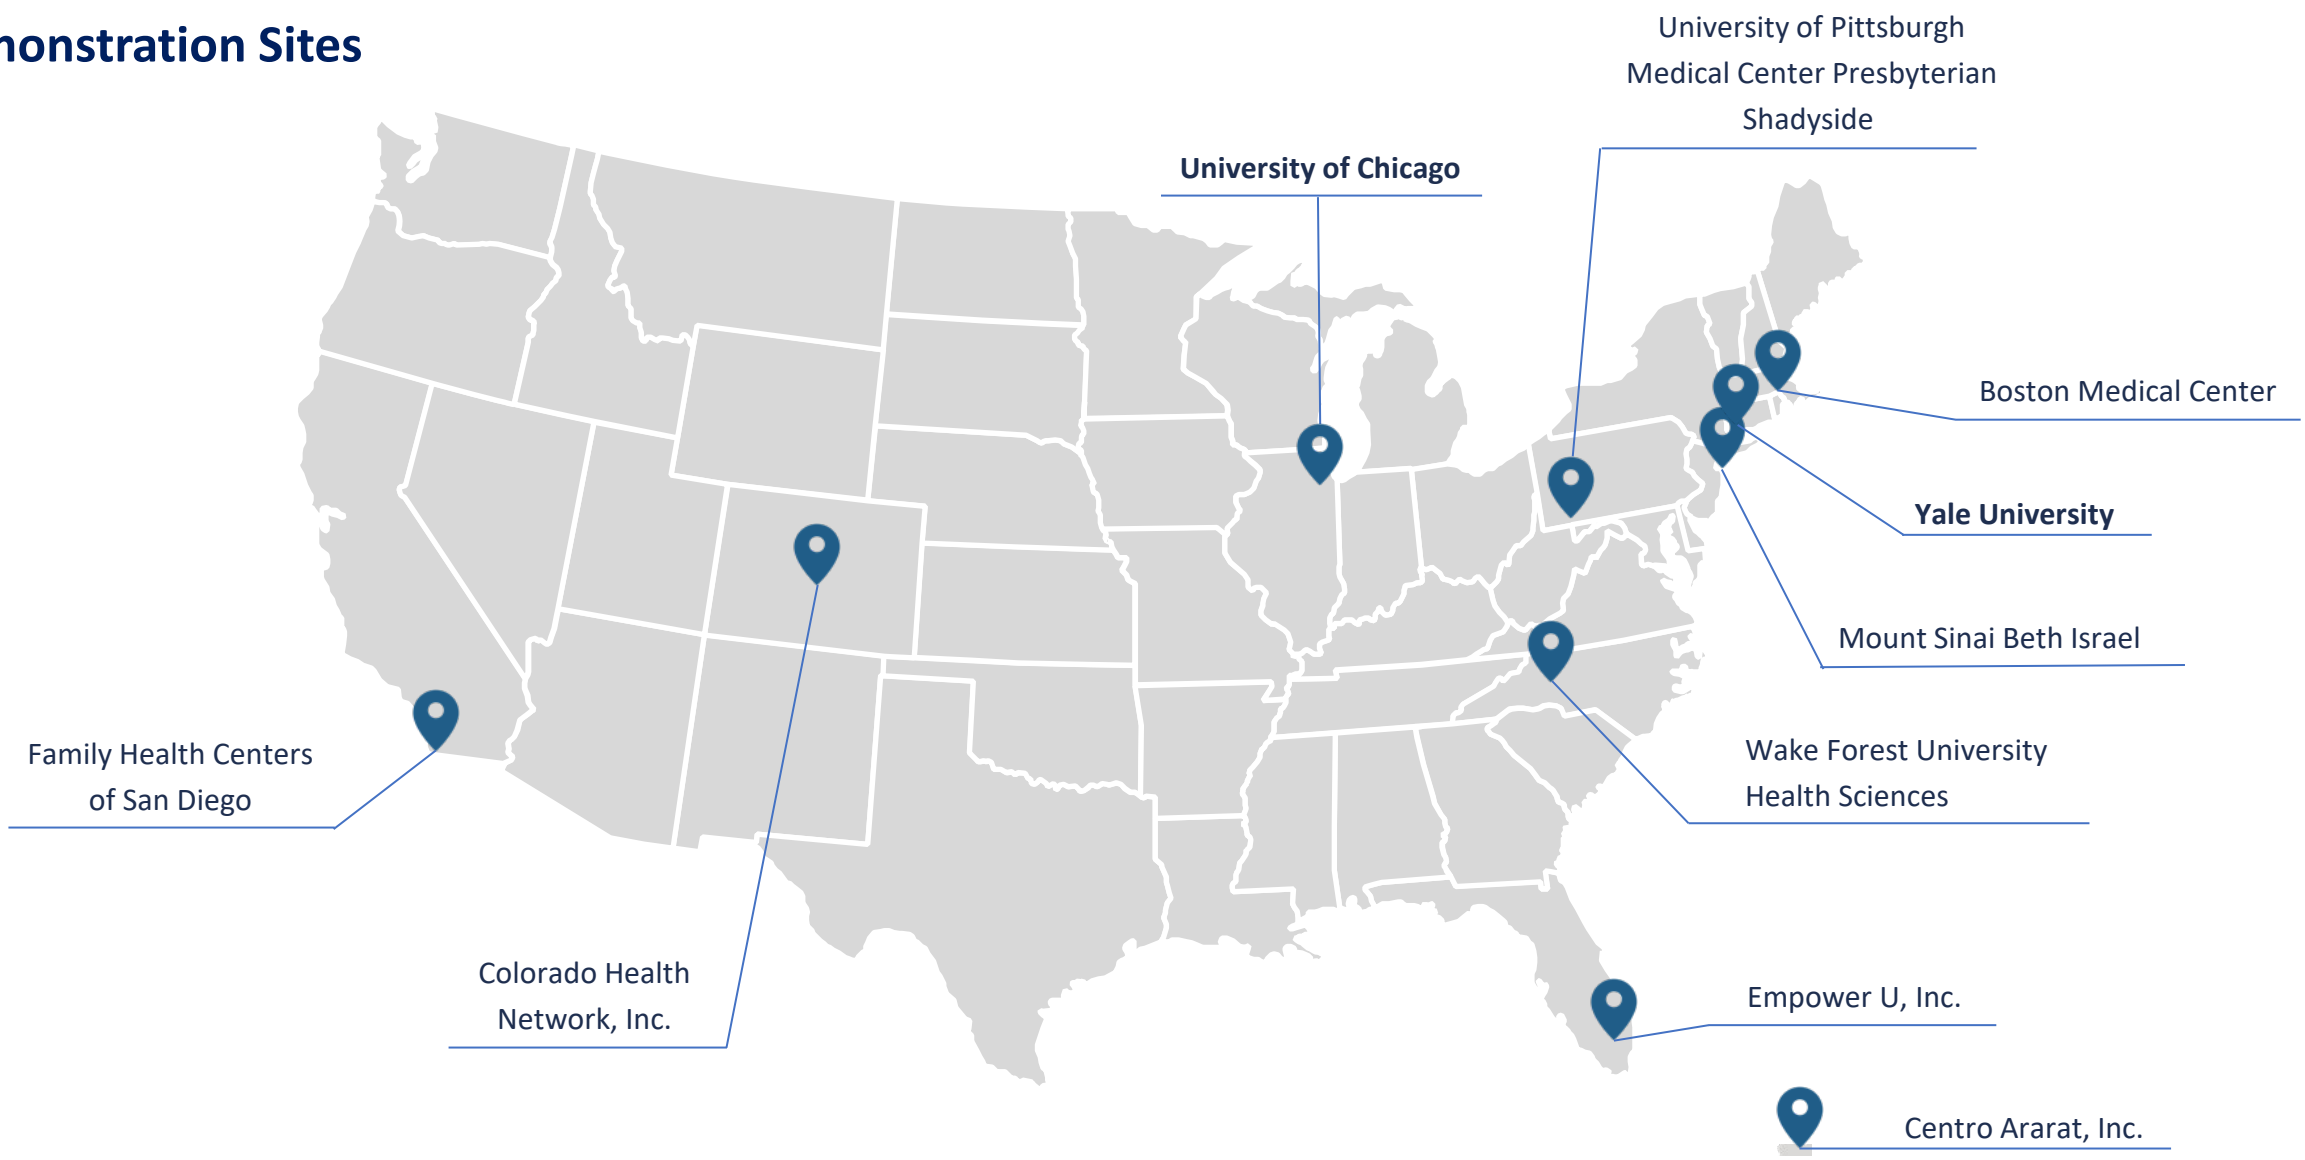 monstration Sites
University of Pittsburgh
Medical Center Presbyterian
Shadyside
University of Chicago
Boston Medical Center
Yale University
Mount Sinai Beth Israel
Wake Forest University
Health Sciences
Family Health Centers
of San Diego
Colorado Health
Network, Inc.
Empower U, Inc.
Centro Ararat, Inc.